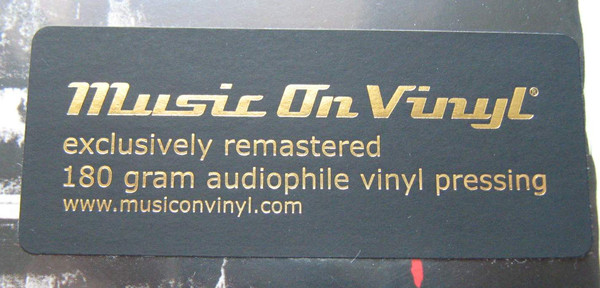 Music On Vinyl®
exclusively remastered
180 gram audiophile vinyl pressing
www.musiconvinyl.com